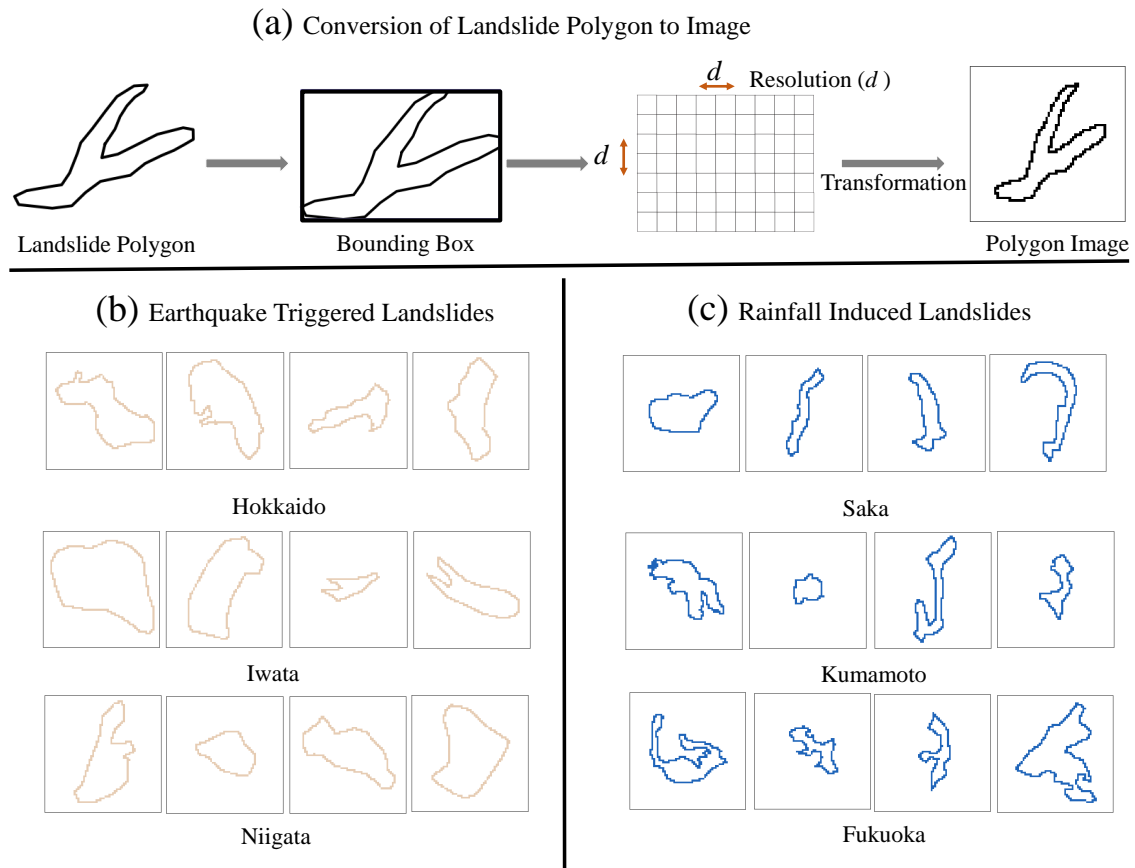 (a) Conversion of Landslide Polygon to Image
d
Resolution (d )
d
Transformation
Landslide Polygon
Bounding Box
Polygon Image
(b) Earthquake Triggered Landslides
Hokkaido
Iwata
Niigata
(c) Rainfall Induced Landslides
Saka
Kumamoto
Fukuoka